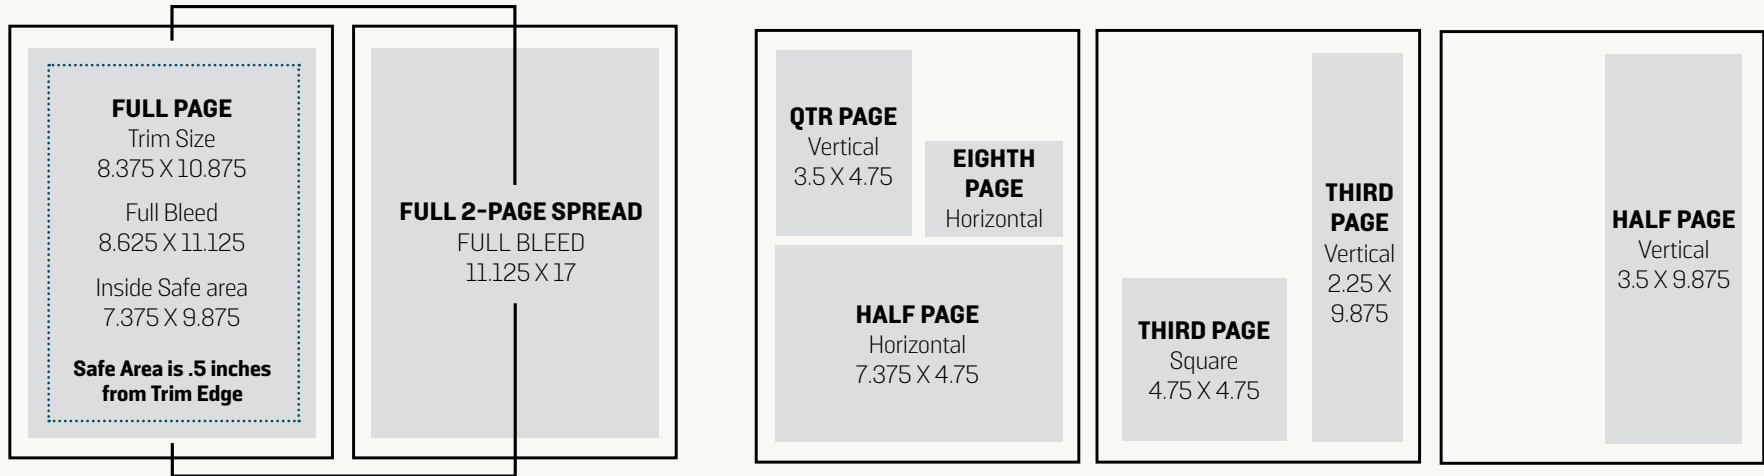 FULL PAGE
Trim Size
8.375 X 10.875
Full Bleed
8.625 X 11.125
Inside Safe area
7.375 X 9.875
Safe Area is .5 inches
from Trim Edge
FULL 2-PAGE SPREAD
FULL BLEED
11.125 X 17
QTR PAGE
Vertical
3.5 X 4.75
EIGHTH
PAGE
Horizontal
HALF PAGE
Horizontal
7.375 X 4.75
THIRD PAGE
Square
4.75 X 4.75
THIRD
PAGE
Vertical
2.25 X
9.875
HALF PAGE
Vertical
3.5 X 9.875